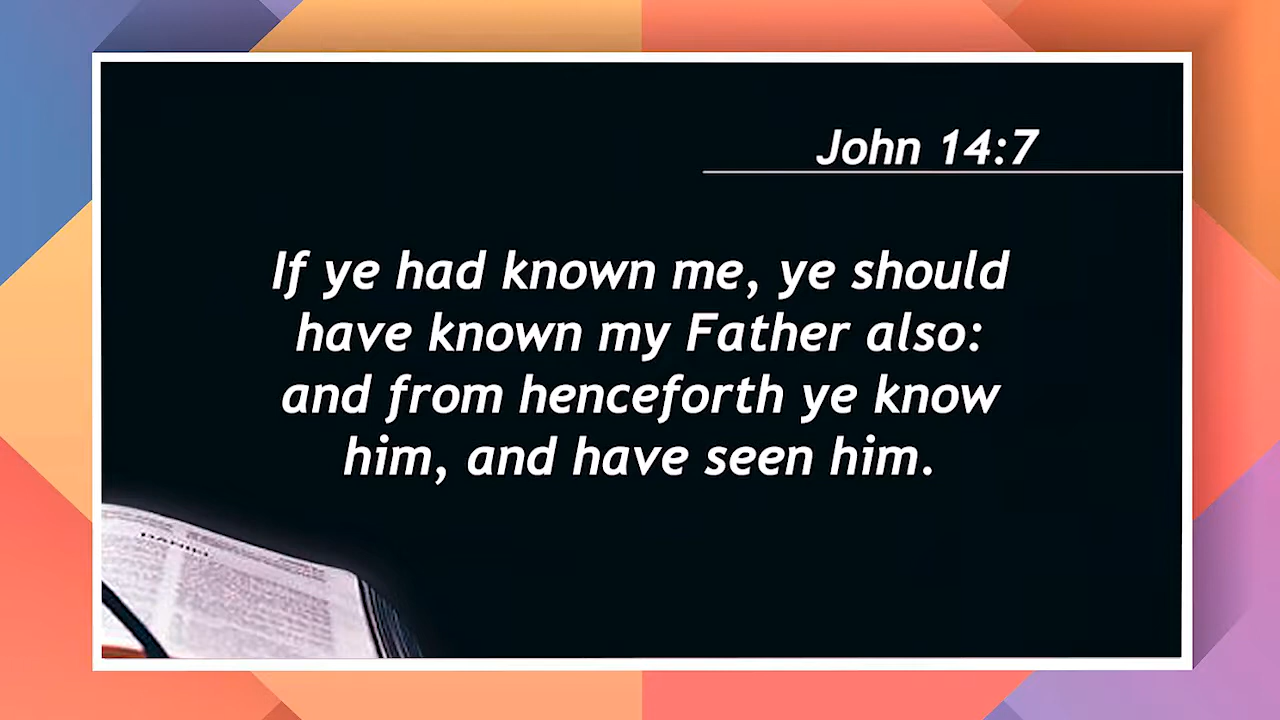 John 14:7
If ye had known me, ye should
have known my Father also:
and from henceforth ye know
him, and have seen him.
DANIEL